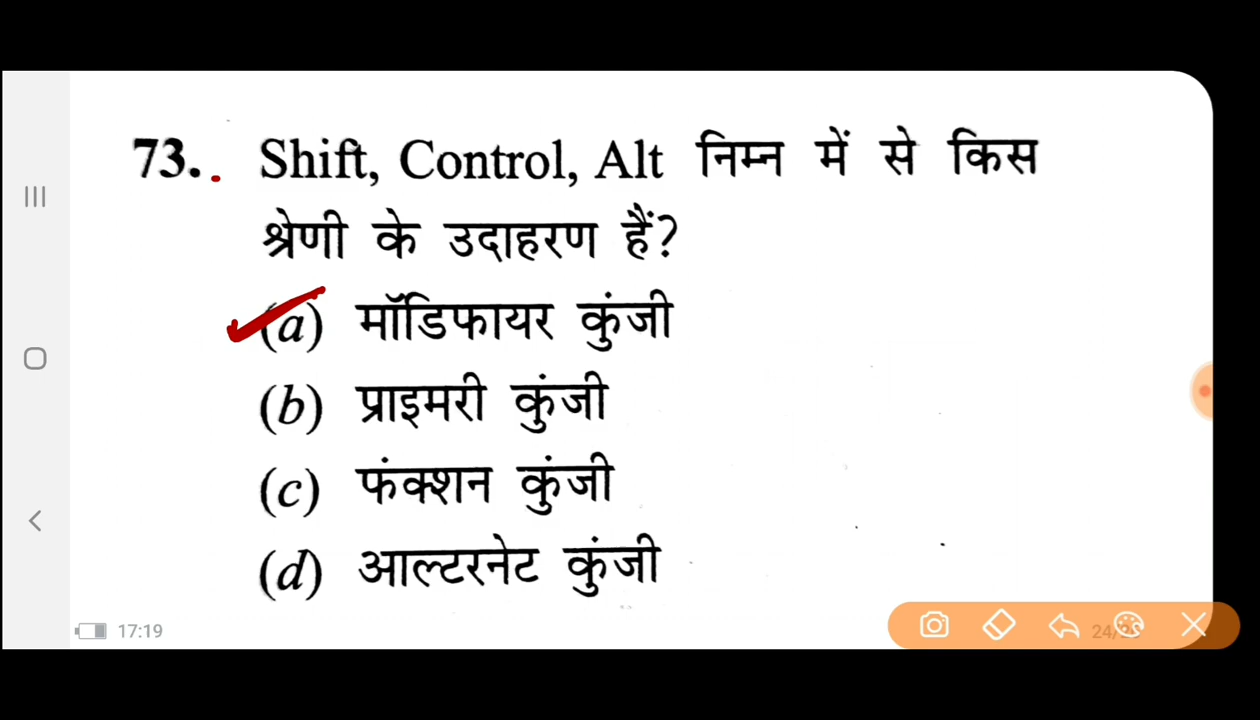 73. Shift, Control, Alt निम्न में से किस
श्रेणी के उदाहरण हैं?
(a) मॉडिफायर कुंजी
(b) प्राइमरी कुंजी
(c) फंक्शन कुंजी
(d) आल्टरनेट कुंजी
17:19